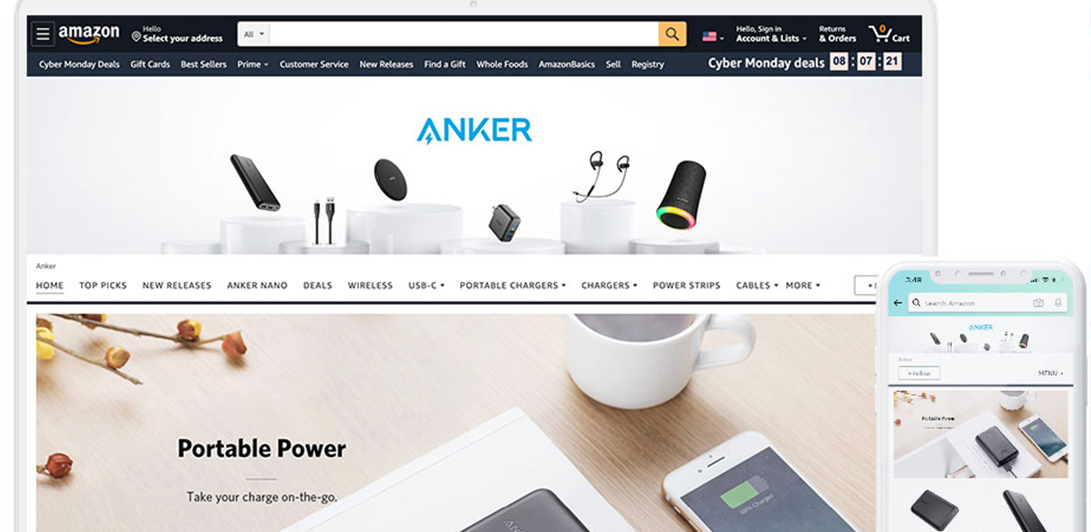 amazon
Hello
Select your address
All
Hello, Sign in
Account & Lists
Returns
& Orders
0
Cart
Cyber Monday Deals Gift Cards Best Sellers Prime Customer Service New Releases Find a Gift Whole Foods AmazonBasics Sell Registry
Cyber Monday deals 08 : 07 : 21
ANKER
Anker
HOME TOP PICKS NEW RELEASES ANKER NANO DEALS WIRELESS USB-C PORTABLE CHARGERS CHARGERS POWER STRIPS CABLES MORE
Portable Power
Take your charge on-the-go.
3:49
Search Amazon
ANKER
+ Follow
MENU
Portable Power